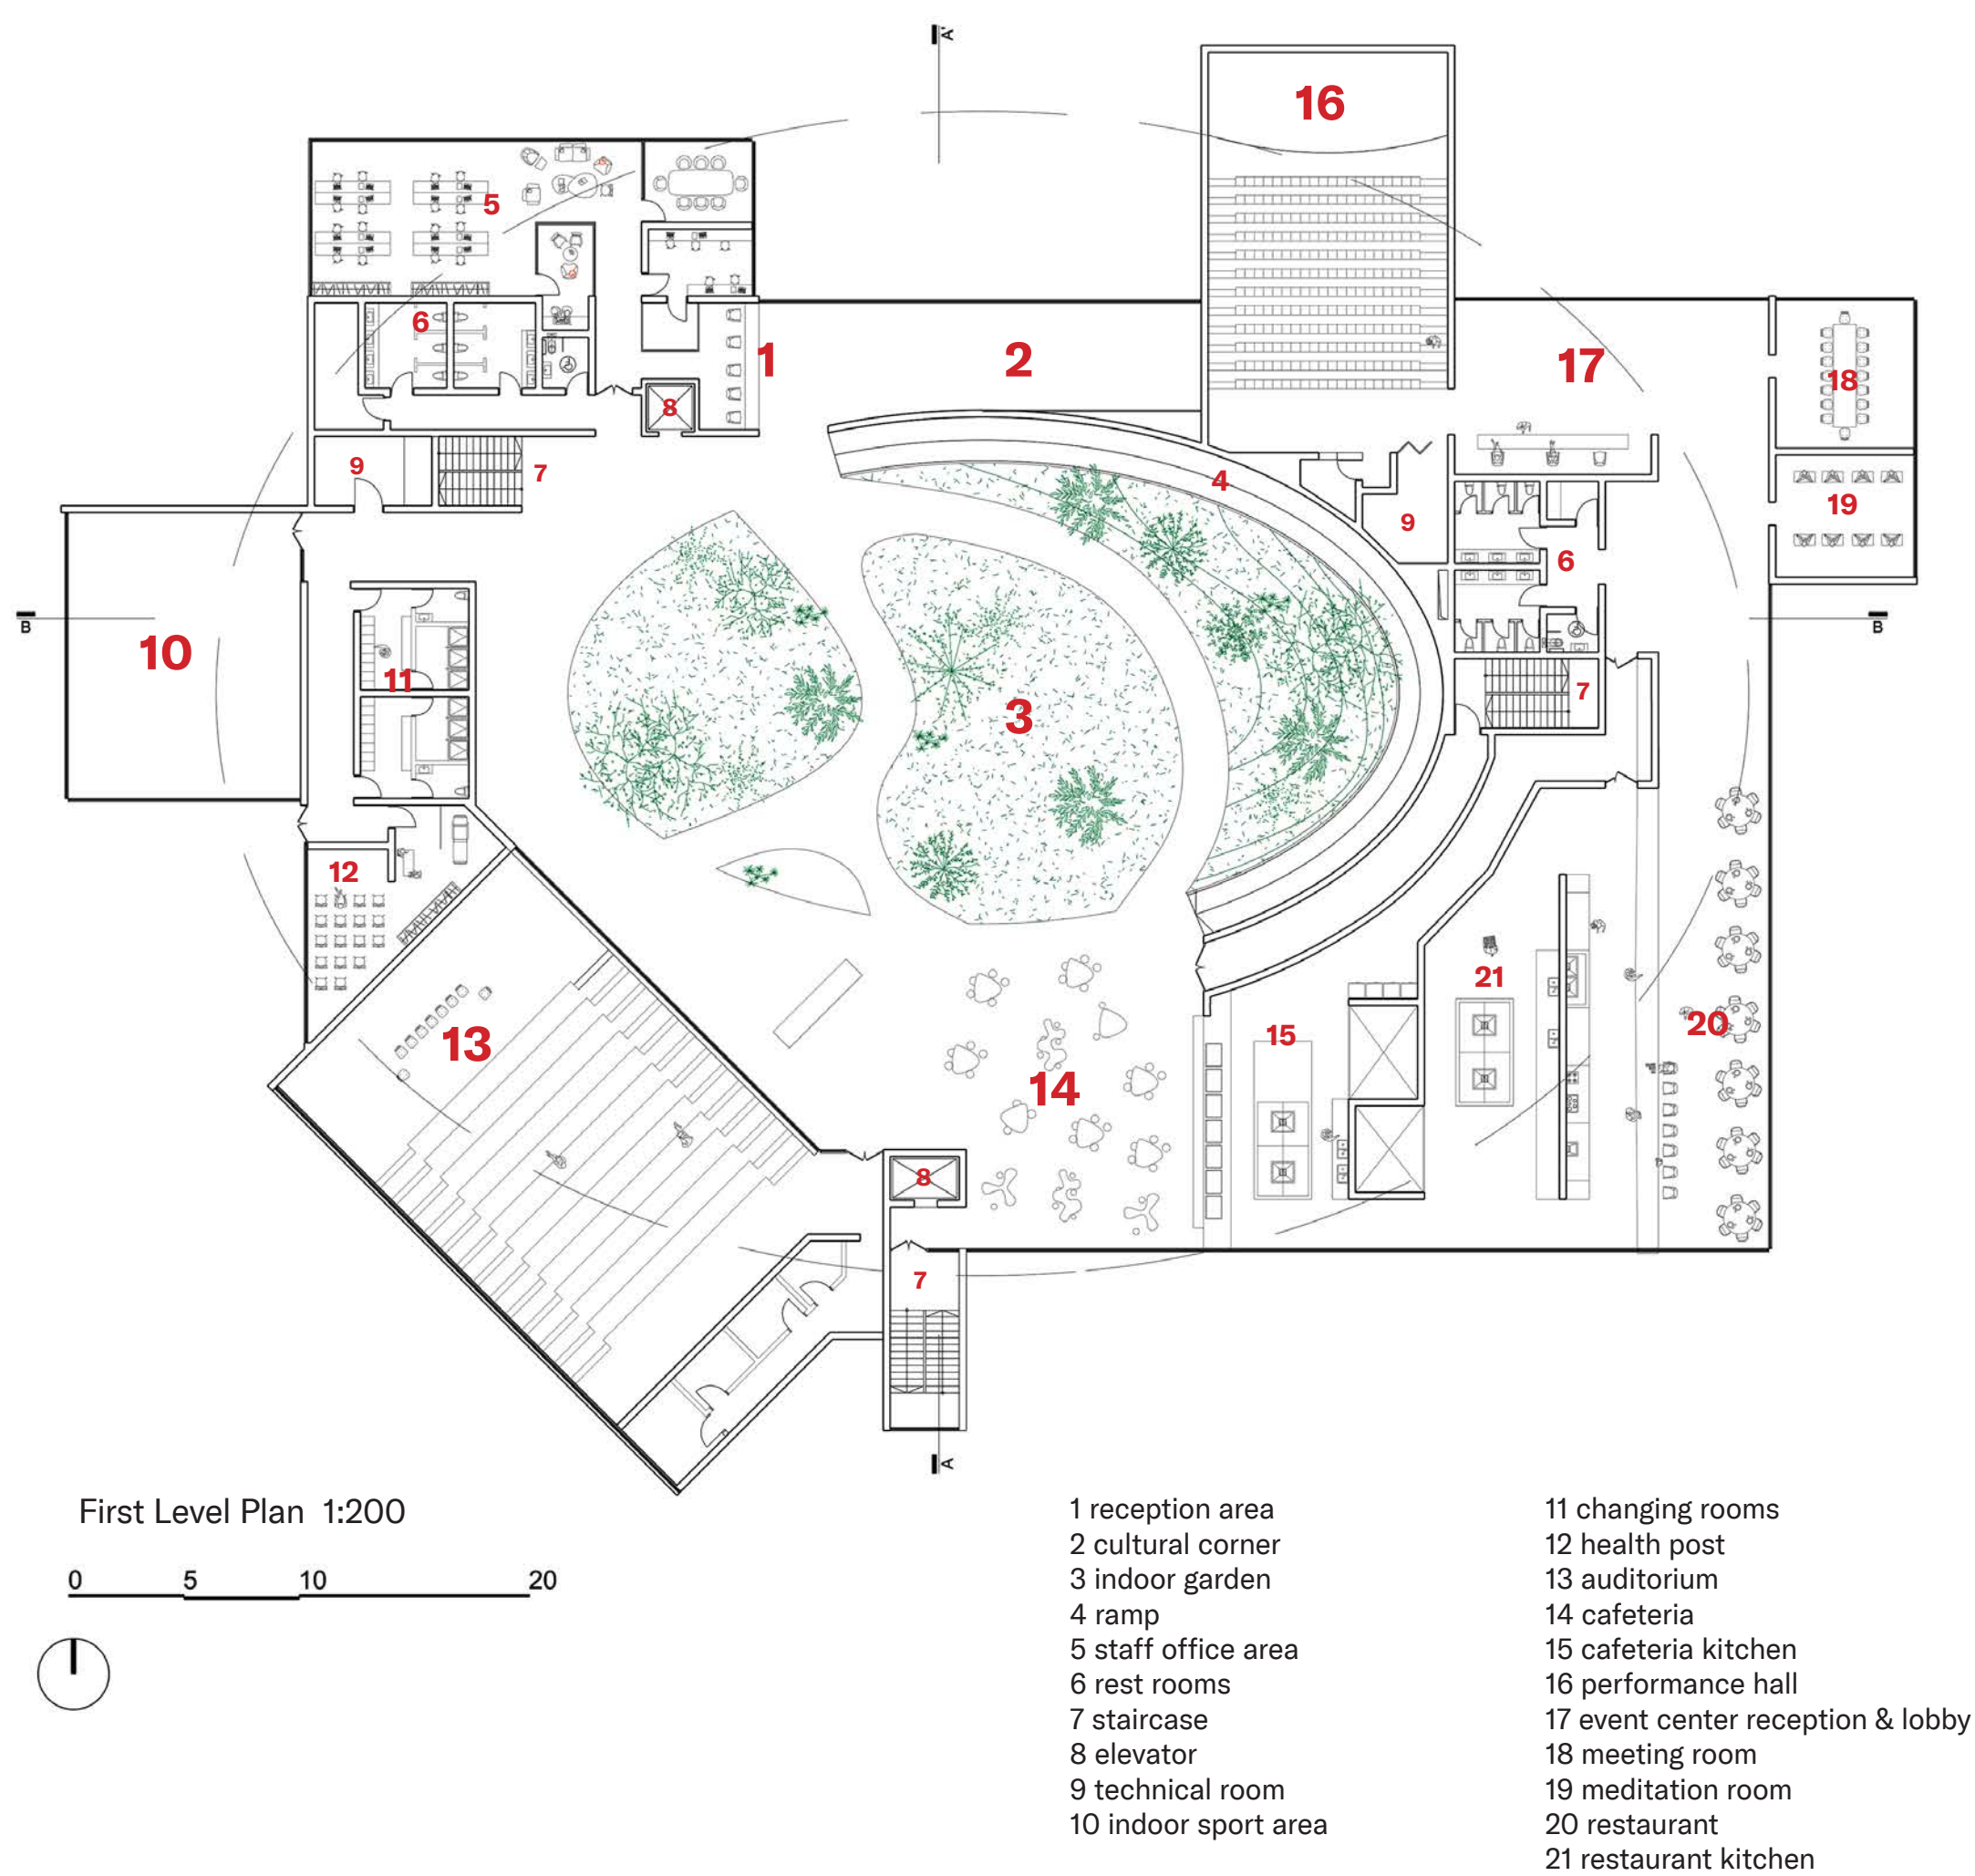 A'
16
5
6
1
2
17
18
8
9
7
4
19
9
6
B
B
10
11
3
7
12
13
21
15
20
14
8
7
A
First Level Plan 1:200
0 5 10 20
1 reception area
2 cultural corner
3 indoor garden
4 ramp
5 staff office area
6 rest rooms
7 staircase
8 elevator
9 technical room
10 indoor sport area
11 changing rooms
12 health post
13 auditorium
14 cafeteria
15 cafeteria kitchen
16 performance hall
17 event center reception & lobby
18 meeting room
19 meditation room
20 restaurant
21 restaurant kitchen